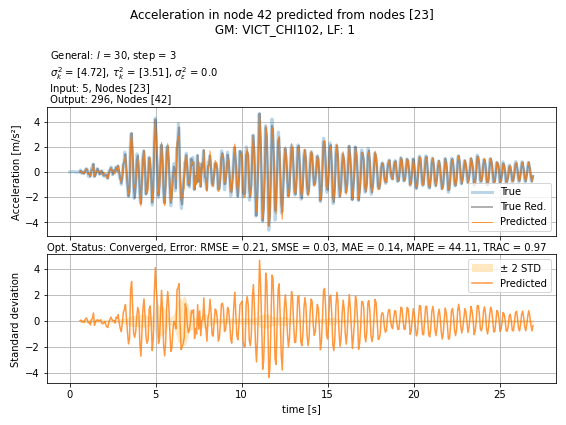 Acceleration in node 42 predicted from nodes [23]
GM: VICT_CHI102, LF: 1
General: l = 30, step = 3
σ²ₖ = [4.72], τ²ₖ = [3.51], σ²ε = 0.0
Input: 5, Nodes [23]
Output: 296, Nodes [42]
Acceleration [m/s²]
4
2
0
−2
−4
True
True Red.
Predicted
Opt. Status: Converged, Error: RMSE = 0.21, SMSE = 0.03, MAE = 0.14, MAPE = 44.11, TRAC = 0.97
Standard deviation
4
2
0
−2
−4
± 2 STD
Predicted
0 5 10 15 20 25
time [s]